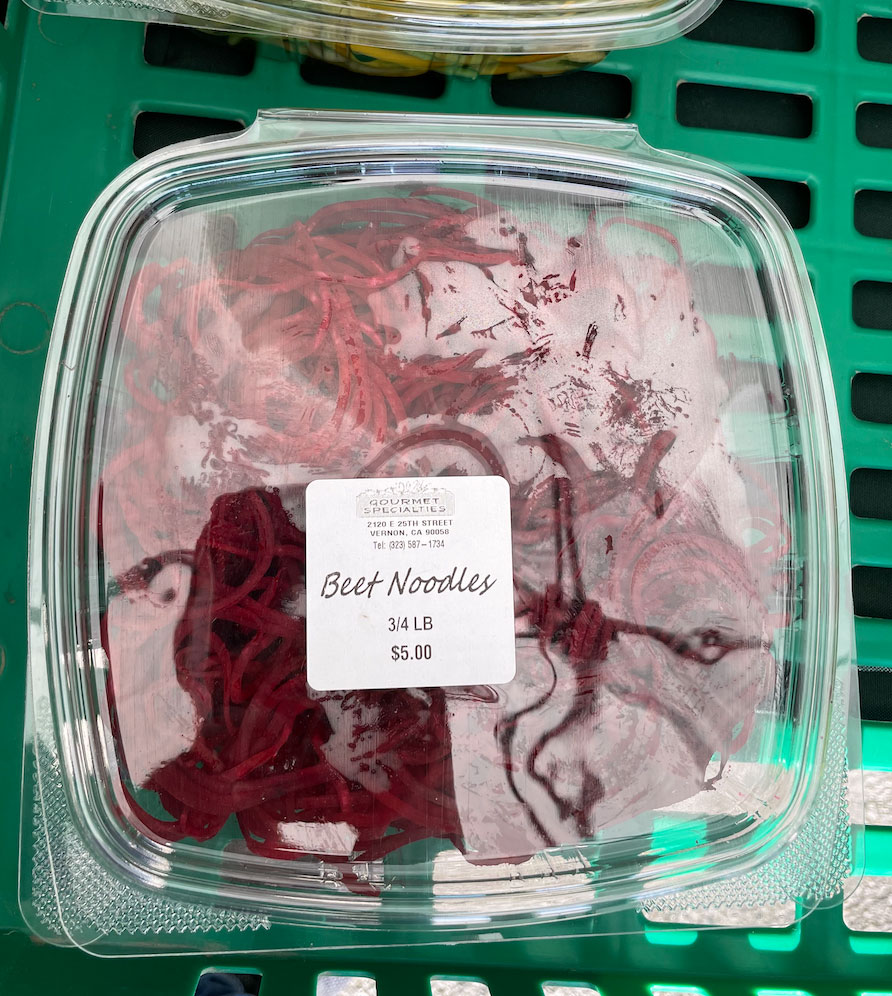 GOURMET
SPECIALTIES
2120 E 25TH STREET
VERNON, CA 90058
Tel: (323) 587-1734
Beet Noodles
3/4 LB
$5.00